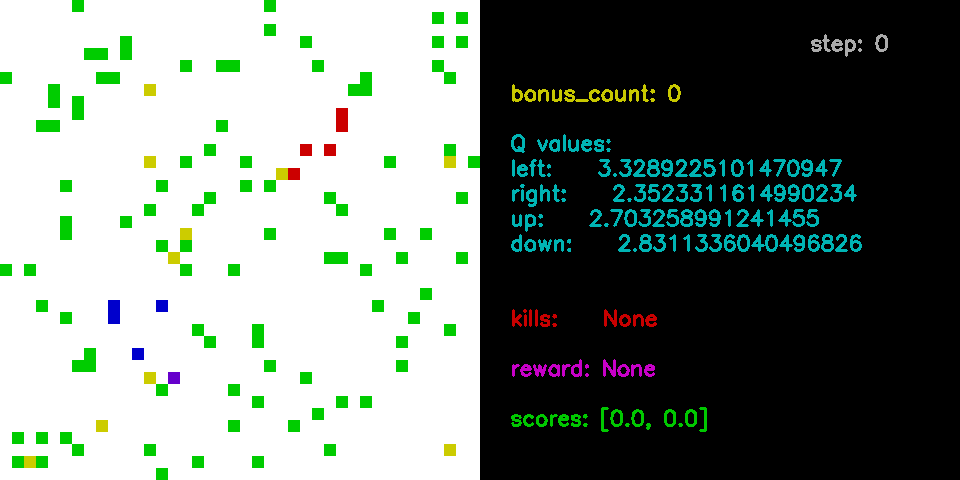 step: 0
bonus_count: 0
Q values:
left: 3.3289225101470947
right: 2.3523311614990234
up: 2.703258991241455
down: 2.8311336040496826
kills: None
reward: None
scores: [0.0, 0.0]